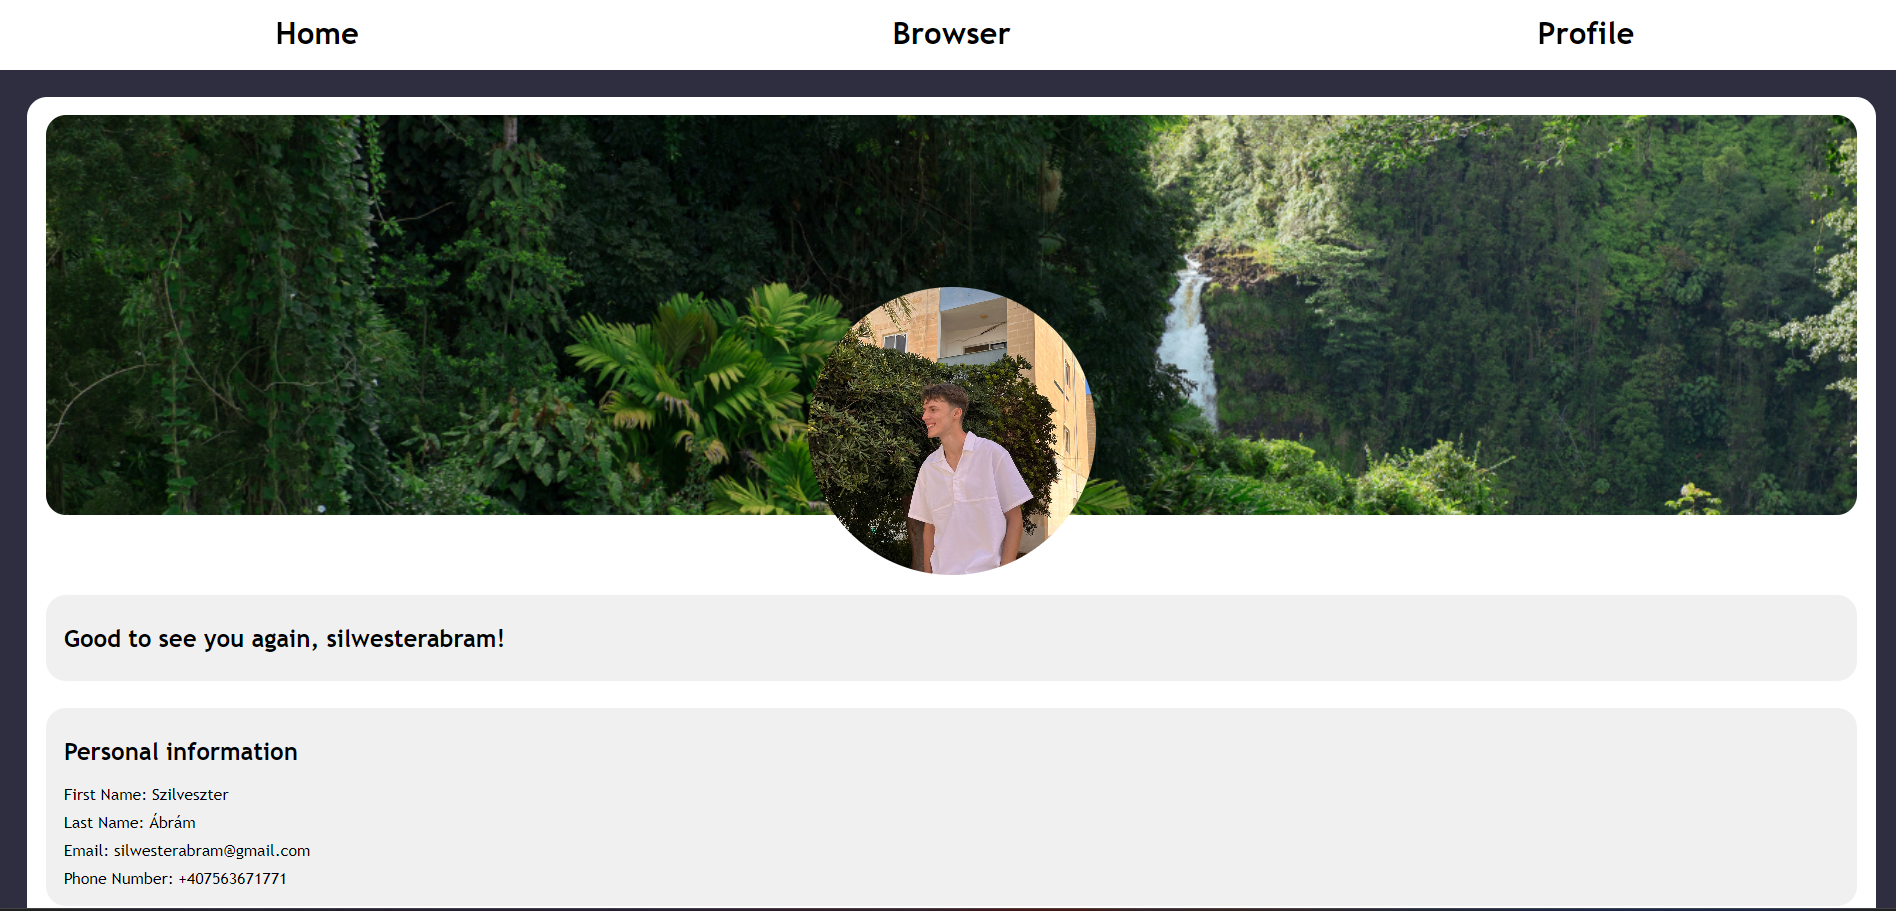 Home Browser Profile
Good to see you again, silwesterabram!
Personal information
First Name: Szilveszter
Last Name: Ábrám
Email: silwesterabram@gmail.com
Phone Number: +407563671771